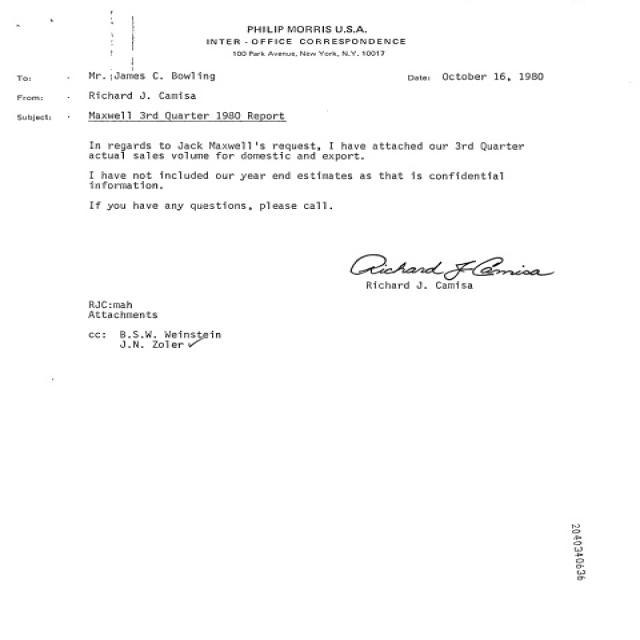 PHILIP MORRIS U.S.A.
INTER - OFFICE CORRESPONDENCE
100 Park Avenue, New York, N.Y. 10017
To: Mr. James C. Bowling Date: October 16, 1980
From: Richard J. Camisa
Subject: Maxwell 3rd Quarter 1980 Report
In regards to Jack Maxwell's request, I have attached our 3rd Quarter
actual sales volume for domestic and export.
I have not included our year end estimates as that is confidential
information.
If you have any questions, please call.
Richard J Camisa
Richard J. Camisa
RJC:mah
Attachments
cc: B.S.W. Weinstein
J.N. Zoler ✓
2040340636